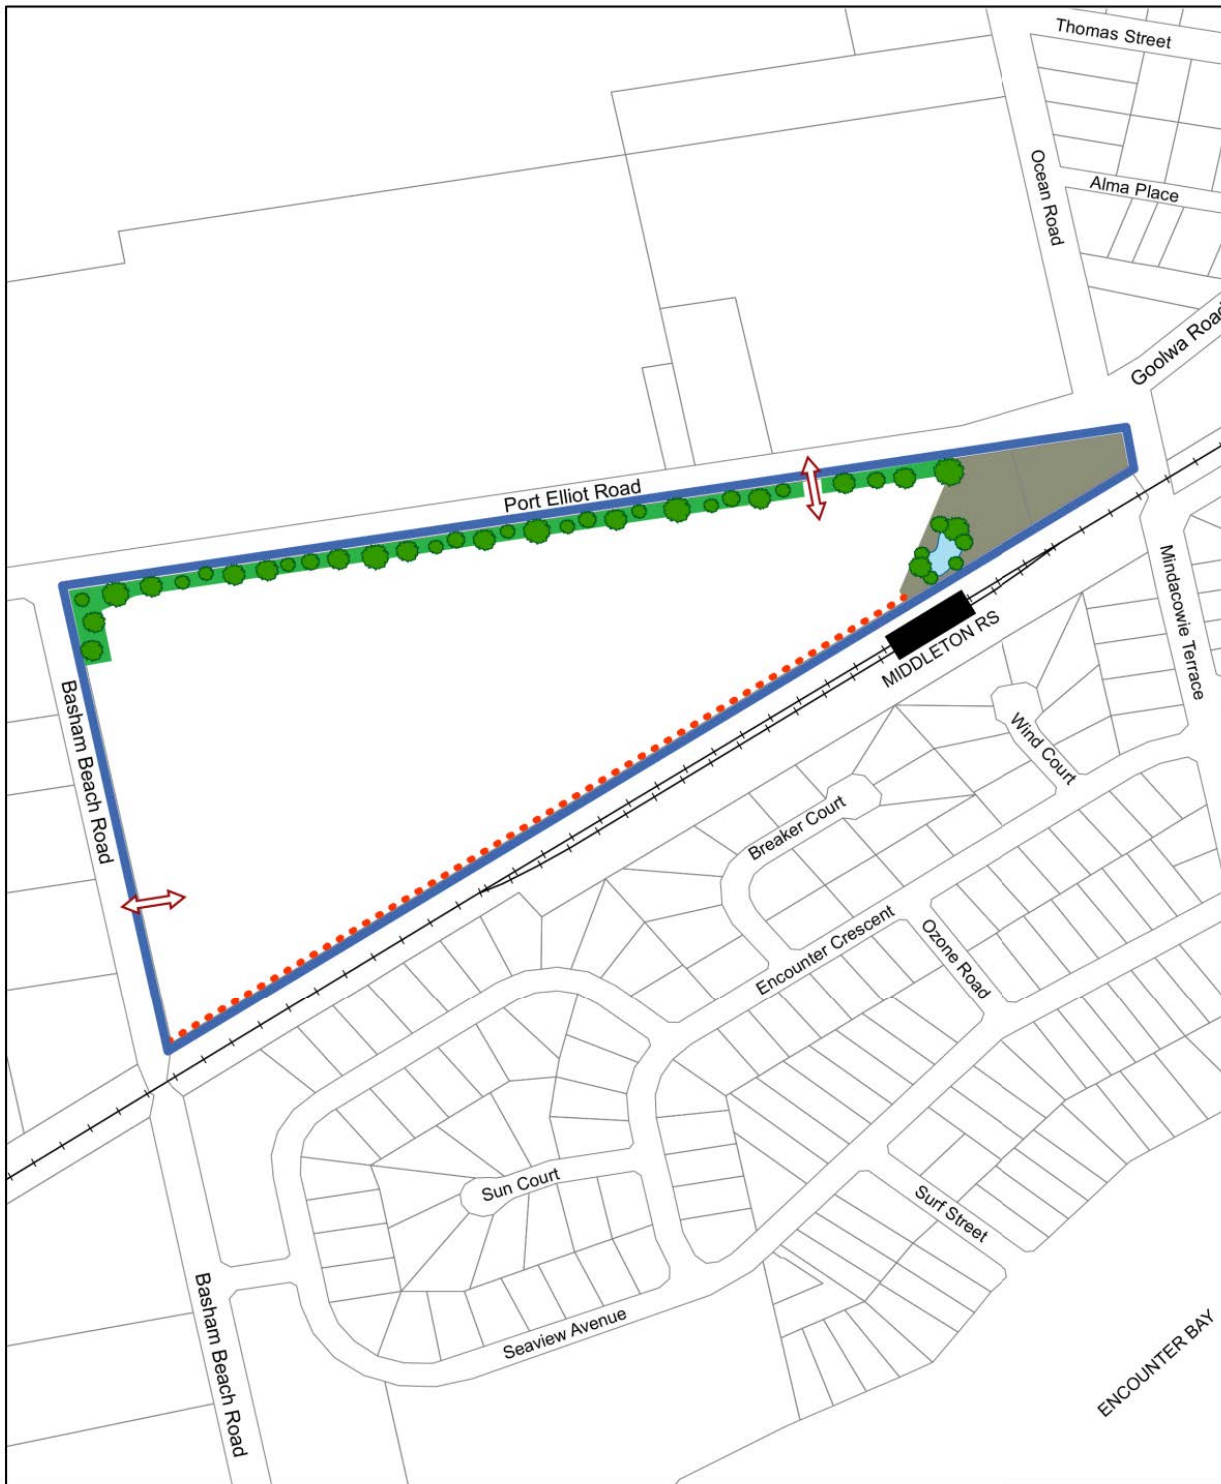 Thomas Street
Ocean Road
Alma Place
Goolwa Road
Port Elliot Road
Mindacowie Terrace
MIDDLETON RS
Basham Beach Road
Wind Court
Breaker Court
Encounter Crescent
Ozone Road
Sun Court
Surf Street
Basham Beach Road
Seaview Avenue
ENCOUNTER BAY